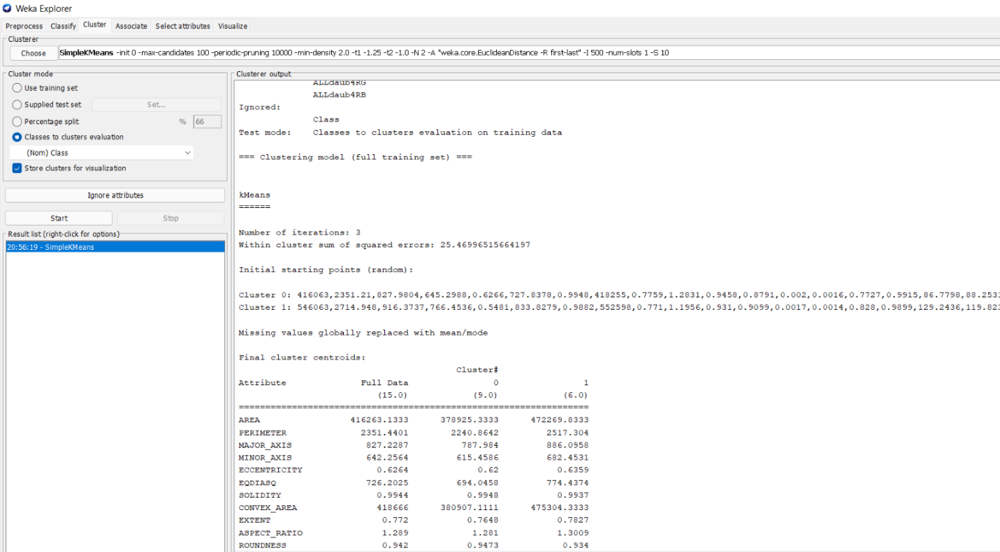 Weka Explorer
Preprocess Classify Cluster Associate Select attributes Visualize
Clusterer
Choose SimpleKMeans -init 0 -max-candidates 100 -periodic-pruning 10000 -min-density 2.0 -t1 -1.25 -t2 -1.0 -N 2 -A "weka.core.EuclideanDistance -R first-last" -I 500 -num-slots 1 -S 10
Cluster mode
Use training set
Supplied test set Set...
Percentage split % 66
Classes to clusters evaluation
(Nom) Class
Store clusters for visualization
Ignore attributes
Start Stop
Result list (right-click for options)
20:56:19 - SimpleKMeans
Clusterer output
ALLdaub4RG
ALLdaub4RB
Ignored:
Class
Test mode: Classes to clusters evaluation on training data
=== Clustering model (full training set) ===
kMeans
======
Number of iterations: 3
Within cluster sum of squared errors: 25.46996515664197
Initial starting points (random):
Cluster 0: 416063,2351.21,827.9804,645.2988,0.6266,727.8378,0.9948,418255,0.7759,1.2831,0.9458,0.8791,0.002,0.0016,0.7727,0.9915,86.7798,88.2531
Cluster 1: 546063,2714.948,916.3737,766.4536,0.5481,833.8279,0.9882,552598,0.771,1.1956,0.931,0.9099,0.0017,0.0014,0.828,0.9899,129.2436,119.823
Missing values globally replaced with mean/mode
Final cluster centroids:
Cluster#
Attribute Full Data 0 1
(15.0) (9.0) (6.0)
===================================================================
AREA 416263.1333 378925.3333 472269.8333
PERIMETER 2351.4401 2240.8642 2517.304
MAJOR_AXIS 827.2287 787.984 886.0958
MINOR_AXIS 642.2564 615.4586 682.4531
ECCENTRICITY 0.6264 0.62 0.6359
EQDIASQ 726.2025 694.0458 774.4374
SOLIDITY 0.9944 0.9948 0.9937
CONVEX_AREA 418666 380907.1111 475304.3333
EXTENT 0.772 0.7648 0.7827
ASPECT_RATIO 1.289 1.281 1.3009
ROUNDNESS 0.942 0.9473 0.934